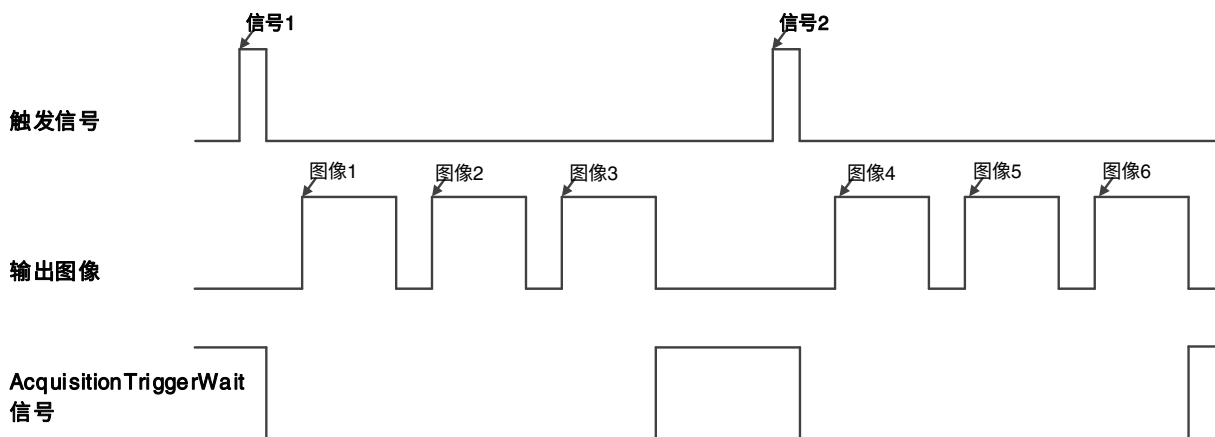 信号1
信号2
触发信号
图像1
图像2
图像3
图像4
图像5
图像6
输出图像
AcquisitionTriggerWait
信号